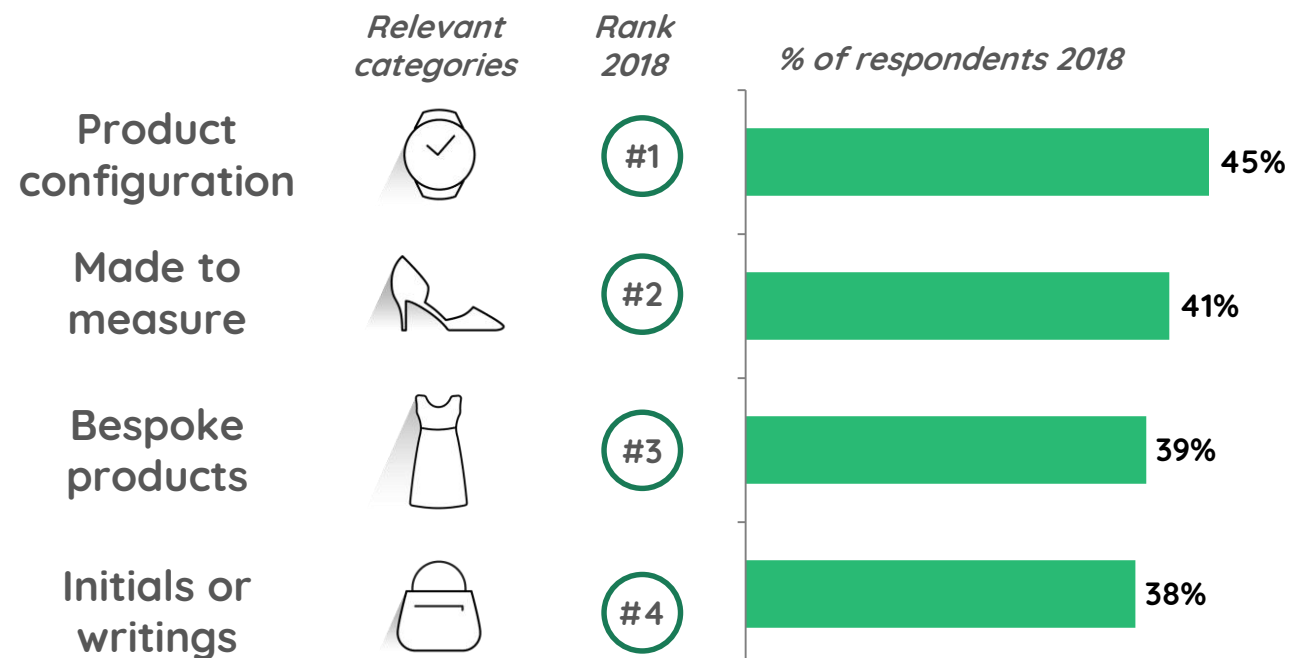 Relevant
categories
Rank
2018
% of respondents 2018
Product
configuration
#1
45%
Made to
measure
#2
41%
Bespoke
products
#3
39%
Initials or
writings
#4
38%